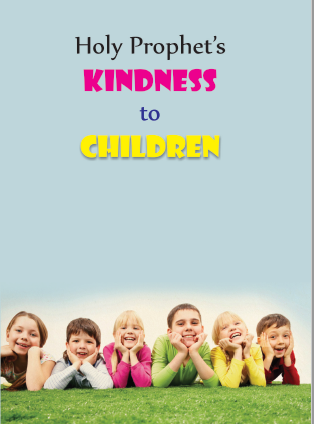 Holy Prophet's
KINDNESS
to
CHILDREN